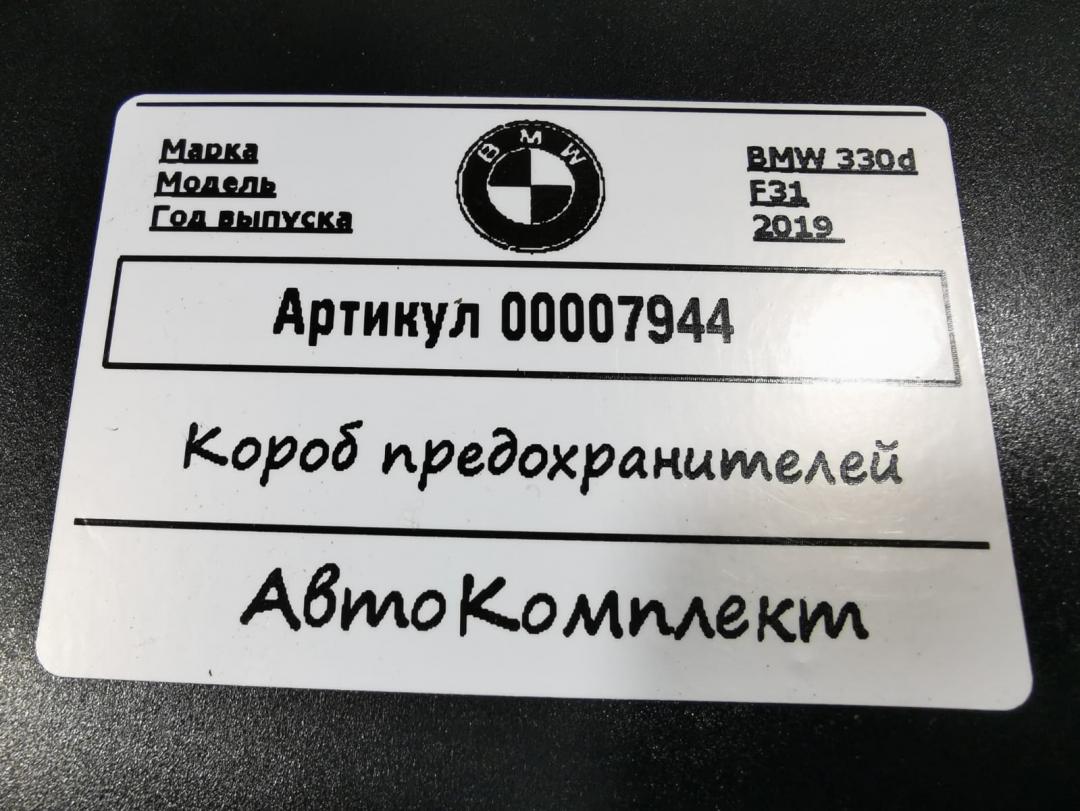 Марка
Модель
Год выпуска
BMW
BMW 330d
F31
2019
Артикул 00007944
Короб предохранителей
АвтоКомплект